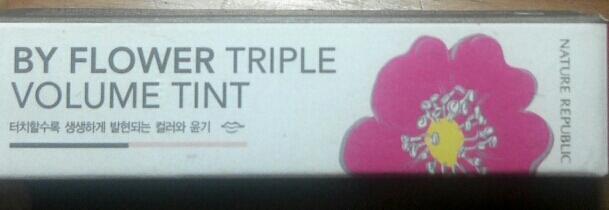 BY FLOWER TRIPLE
VOLUME TINT
터치할수록 생생하게 발현되는 컬러와 윤기
NATURE REPUBLIC